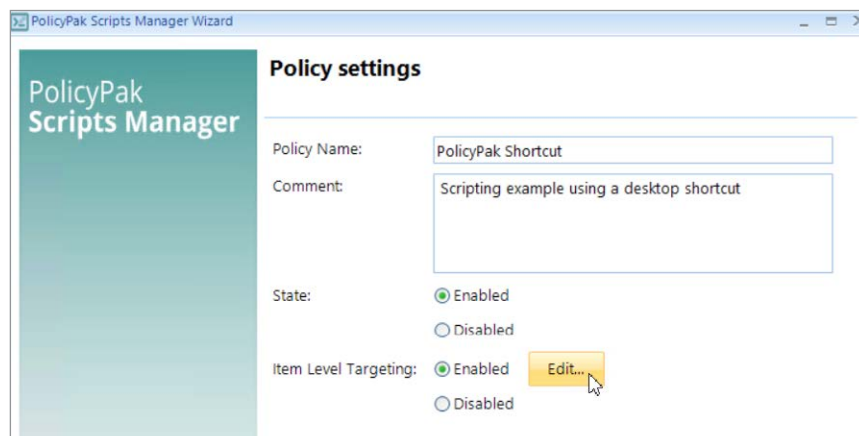 PolicyPak Scripts Manager Wizard
PolicyPak
Scripts Manager
Policy settings
Policy Name:
PolicyPak Shortcut
Comment:
Scripting example using a desktop shortcut
State:
Enabled
Disabled
Item Level Targeting:
Enabled
Edit...
Disabled